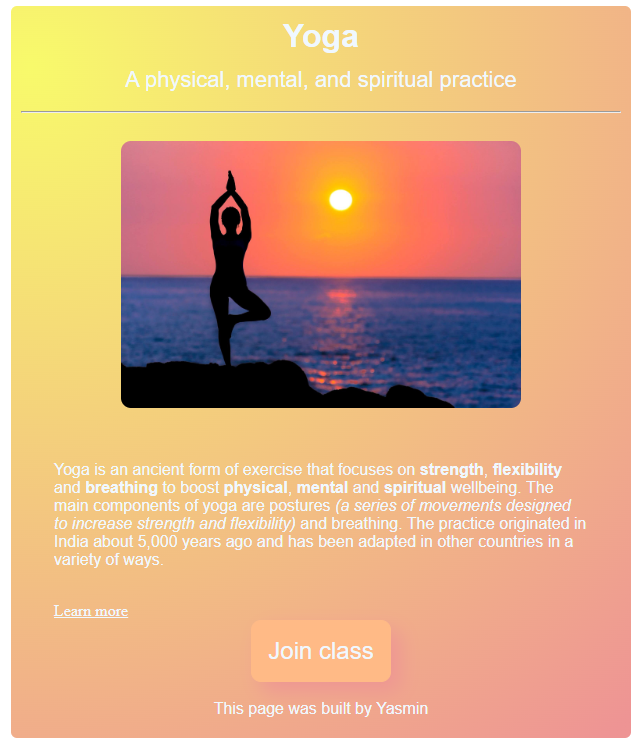 Yoga
A physical, mental, and spiritual practice
Yoga is an ancient form of exercise that focuses on strength, flexibility
and breathing to boost physical, mental and spiritual wellbeing. The
main components of yoga are postures (a series of movements designed
to increase strength and flexibility) and breathing. The practice originated in
India about 5,000 years ago and has been adapted in other countries in a
variety of ways.
Learn more
Join class
This page was built by Yasmin